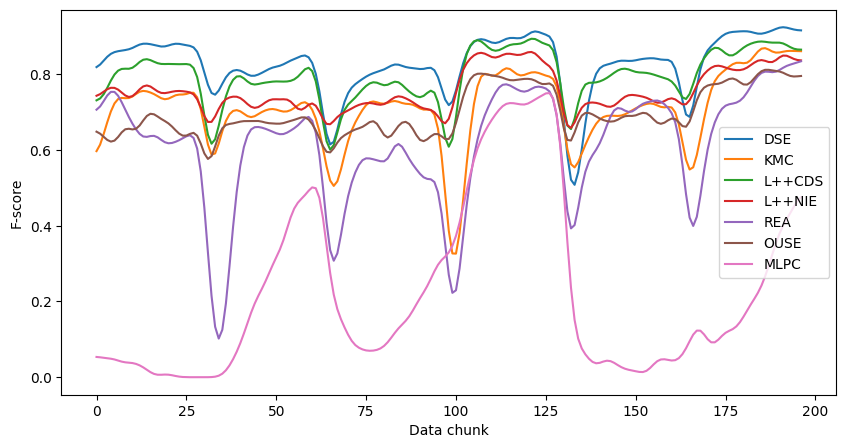 F-score
0.8
0.6
0.4
0.2
0.0
DSE
KMC
L++CDS
L++NIE
REA
OUSE
MLPC
0 25 50 75 100 125 150 175 200
Data chunk